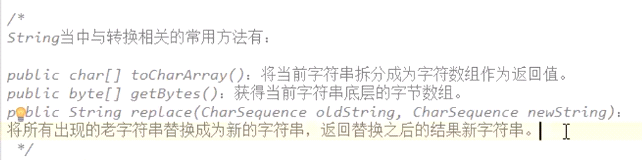 /*
String当中与转换相关的常用方法有：
public char[] toCharArray()：将当前字符串拆分成为字符数组作为返回值。
public byte[] getBytes()：获得当前字符串底层的字节数组。
public String replace(CharSequence oldString, CharSequence newString)：
将所有出现的老字符串替换成为新的字符串，返回替换之后的结果新字符串。
*/